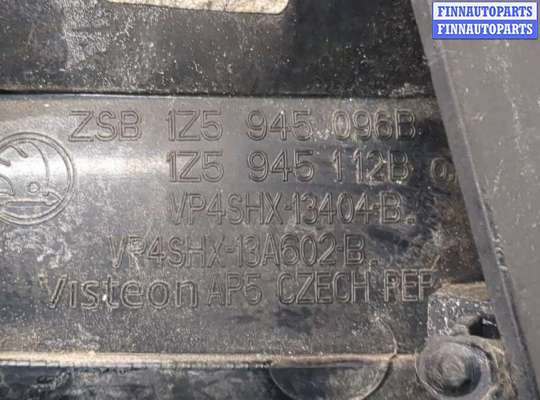 FINNAUTOPARTS
FINNAUTOPARTS
ZSB 1Z5 945 096B
1Z5 945 112B
VP4SHX-13404-B
VP4SHX-13A602-B
Visteon AP5 CZECH REP